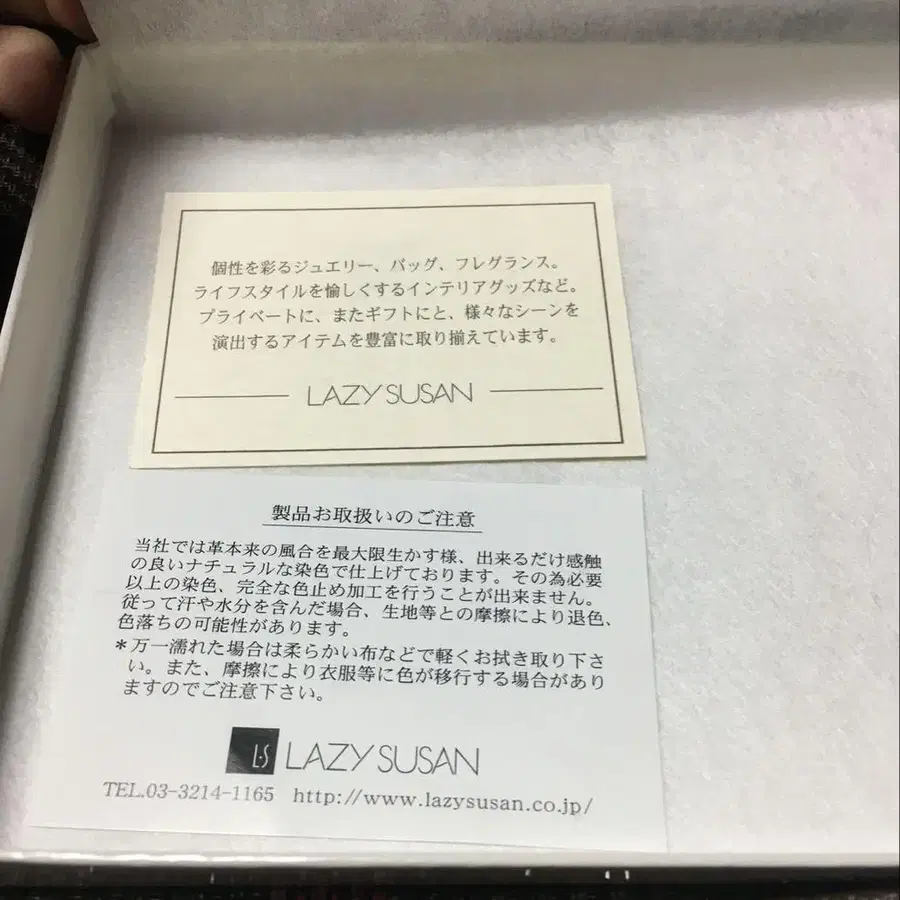 個性を彩るジュエリー、バッグ、フレグランス。
ライフスタイルを愉しくするインテリアグッズなど。
プライベートに、またギフトにと、様々なシーンを
演出するアイテムを豊富に取り揃えています。
LAZY SUSAN
製品お取扱いのご注意
当社では革本来の風合を最大限生かす様、出来るだけ感触
の良いナチュラルな染色で仕上げております。その為必要
以上の染色、完全な色止め加工を行うことが出来ません。
従って汗や水分を含んだ場合、生地等との摩擦により退色、
色落ちの可能性があります。
＊万一濡れた場合は柔らかい布などで軽くお拭き取り下さ
い。また、摩擦により衣服等に色が移行する場合があり
ますのでご注意下さい。
L·S LAZY SUSAN
TEL.03-3214-1165 http://www.lazysusan.co.jp/